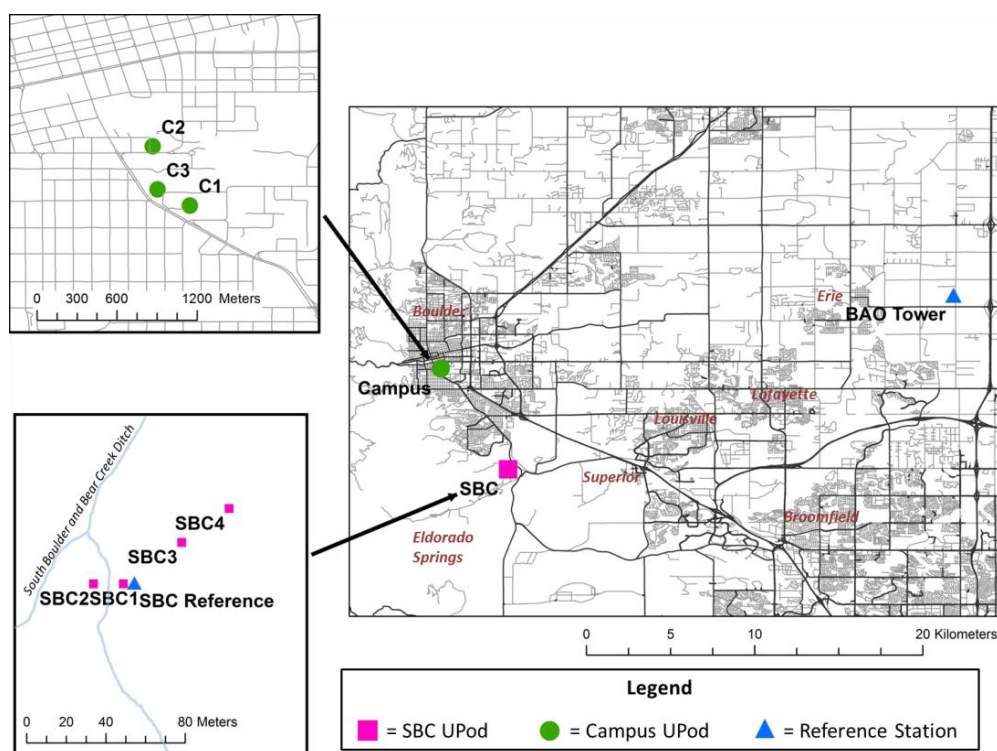 C2
C3
C1
0 300 600 1200 Meters
Boulder
Campus
Erie
BAO Tower
Lafayette
Louisville
Superior
SBC
Broomfield
Eldorado
Springs
0 5 10 20 Kilometers
South Boulder and Bear Creek Ditch
SBC4
SBC3
SBC2SBC1 SBC Reference
0 20 40 80 Meters
Legend
= SBC UPod = Campus UPod = Reference Station